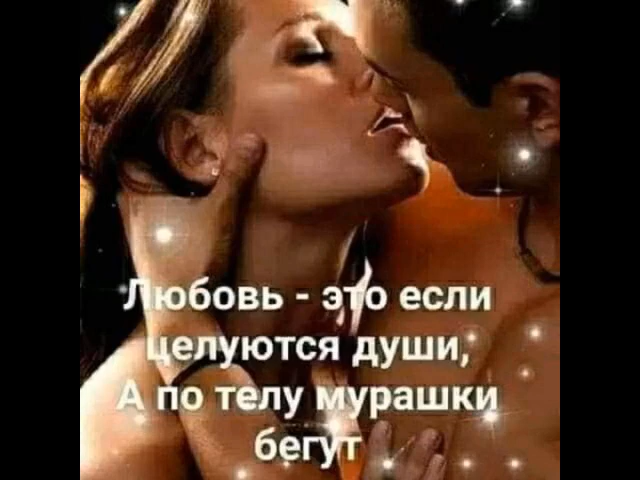 Любовь - это если
целуются души,
А по телу мурашки
бегут